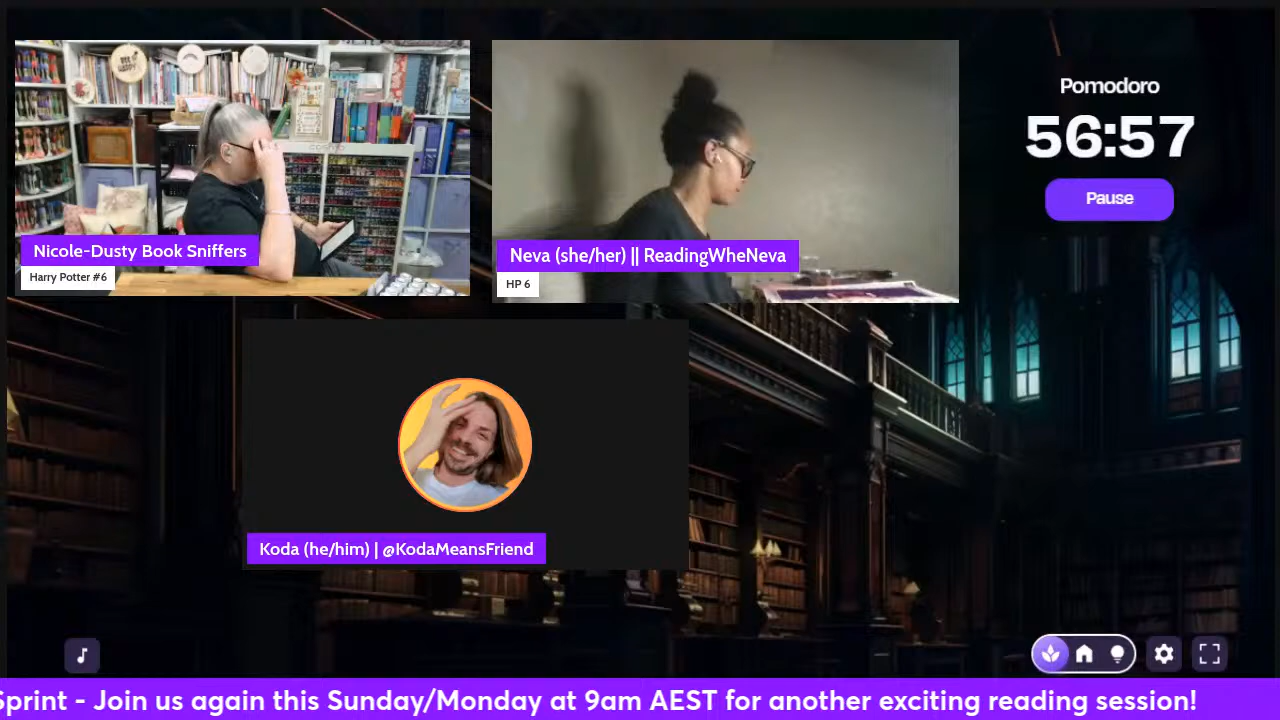 Nicole-Dusty Book Sniffers
Harry Potter #6
Neva (she/her) || ReadingWheNeva
HP 6
Pomodoro
56:57
Pause
Koda (he/him) | @KodaMeansFriend
Sprint - Join us again this Sunday/Monday at 9am AEST for another exciting reading session!